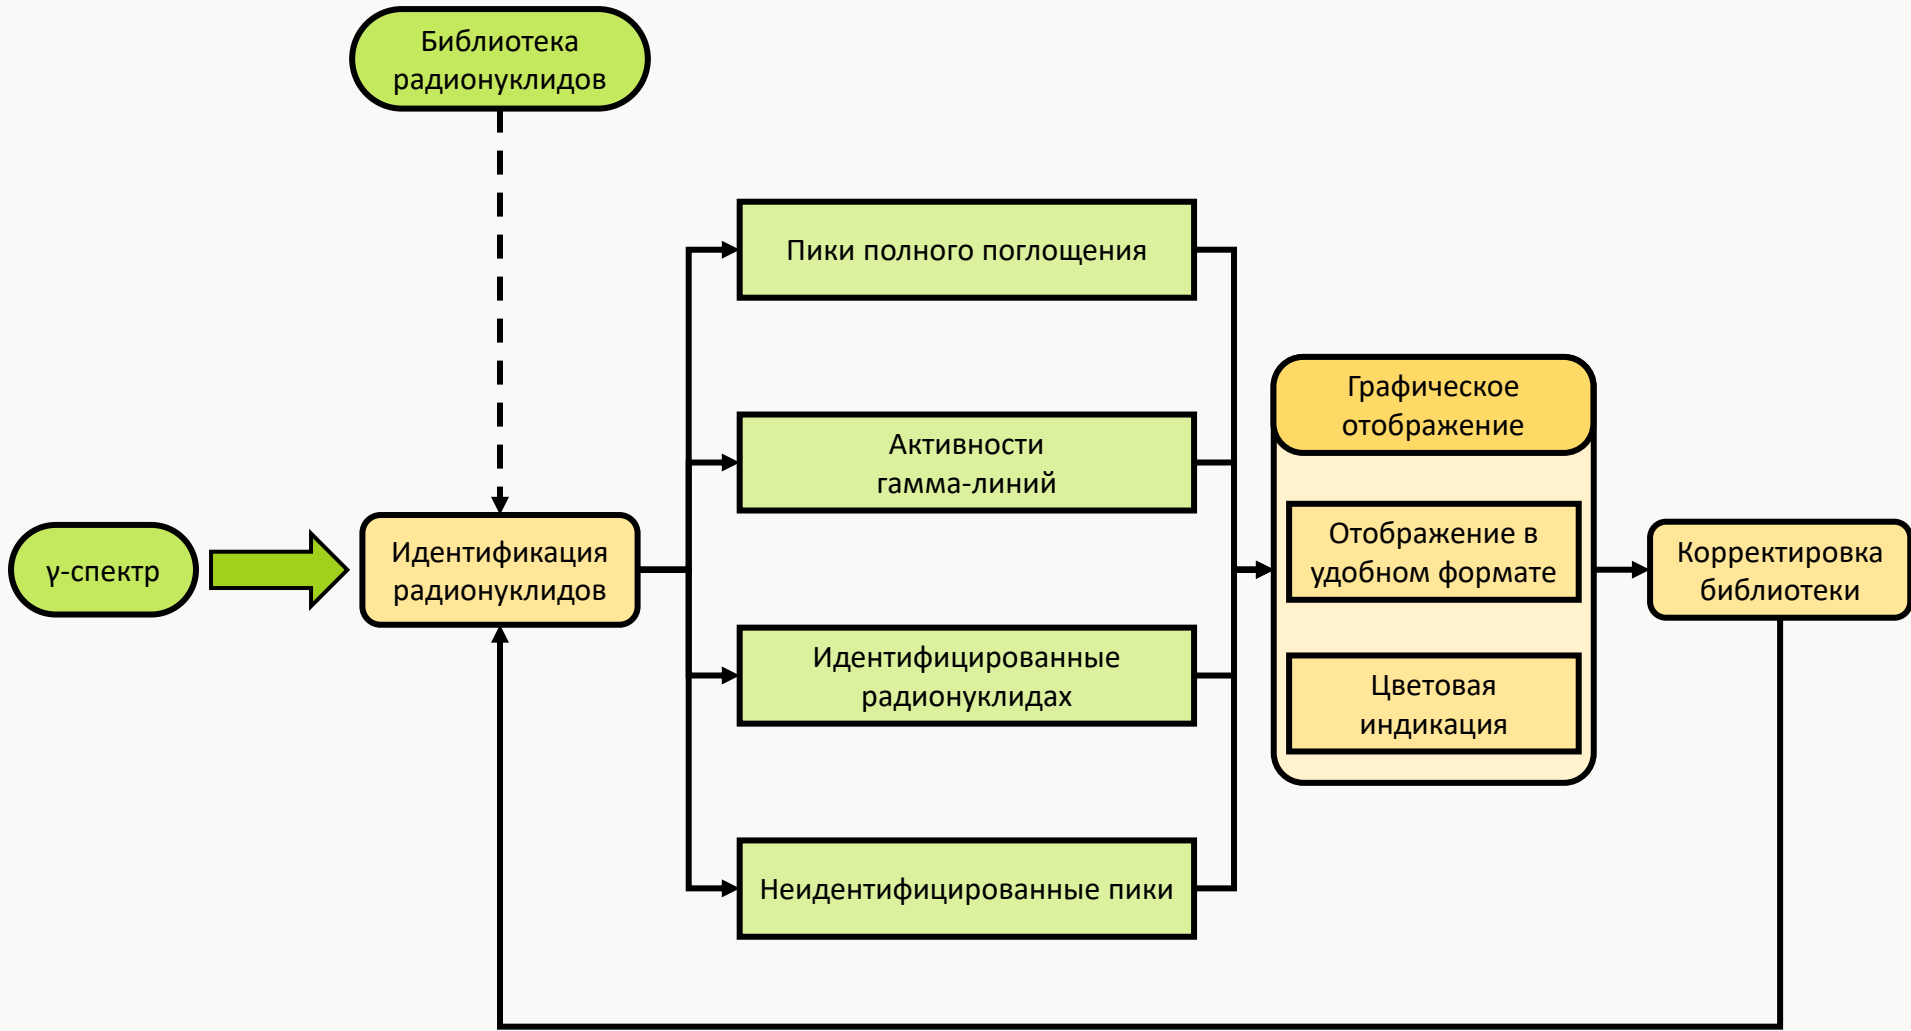 Библиотека
радионуклидов
γ-спектр
Идентификация
радионуклидов
Пики полного поглощения
Активности
гамма-линий
Идентифицированные
радионуклидах
Неидентифицированные пики
Графическое
отображение
Отображение в
удобном формате
Цветовая
индикация
Корректировка
библиотеки